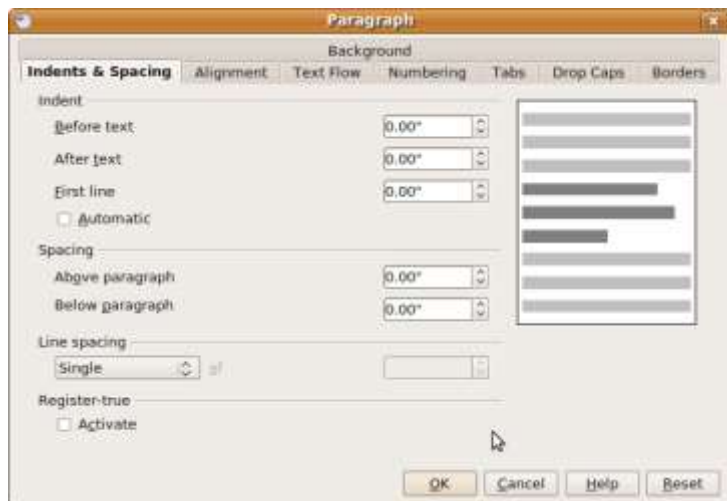 Paragraph
Background
Indents & Spacing Alignment Text Flow Numbering Tabs Drop Caps Borders
Indent
Before text 0.00"
After text 0.00"
First line 0.00"
Automatic
Spacing
Above paragraph 0.00"
Below paragraph 0.00"
Line spacing
Single of
Register-true
Activate
OK Cancel Help Reset